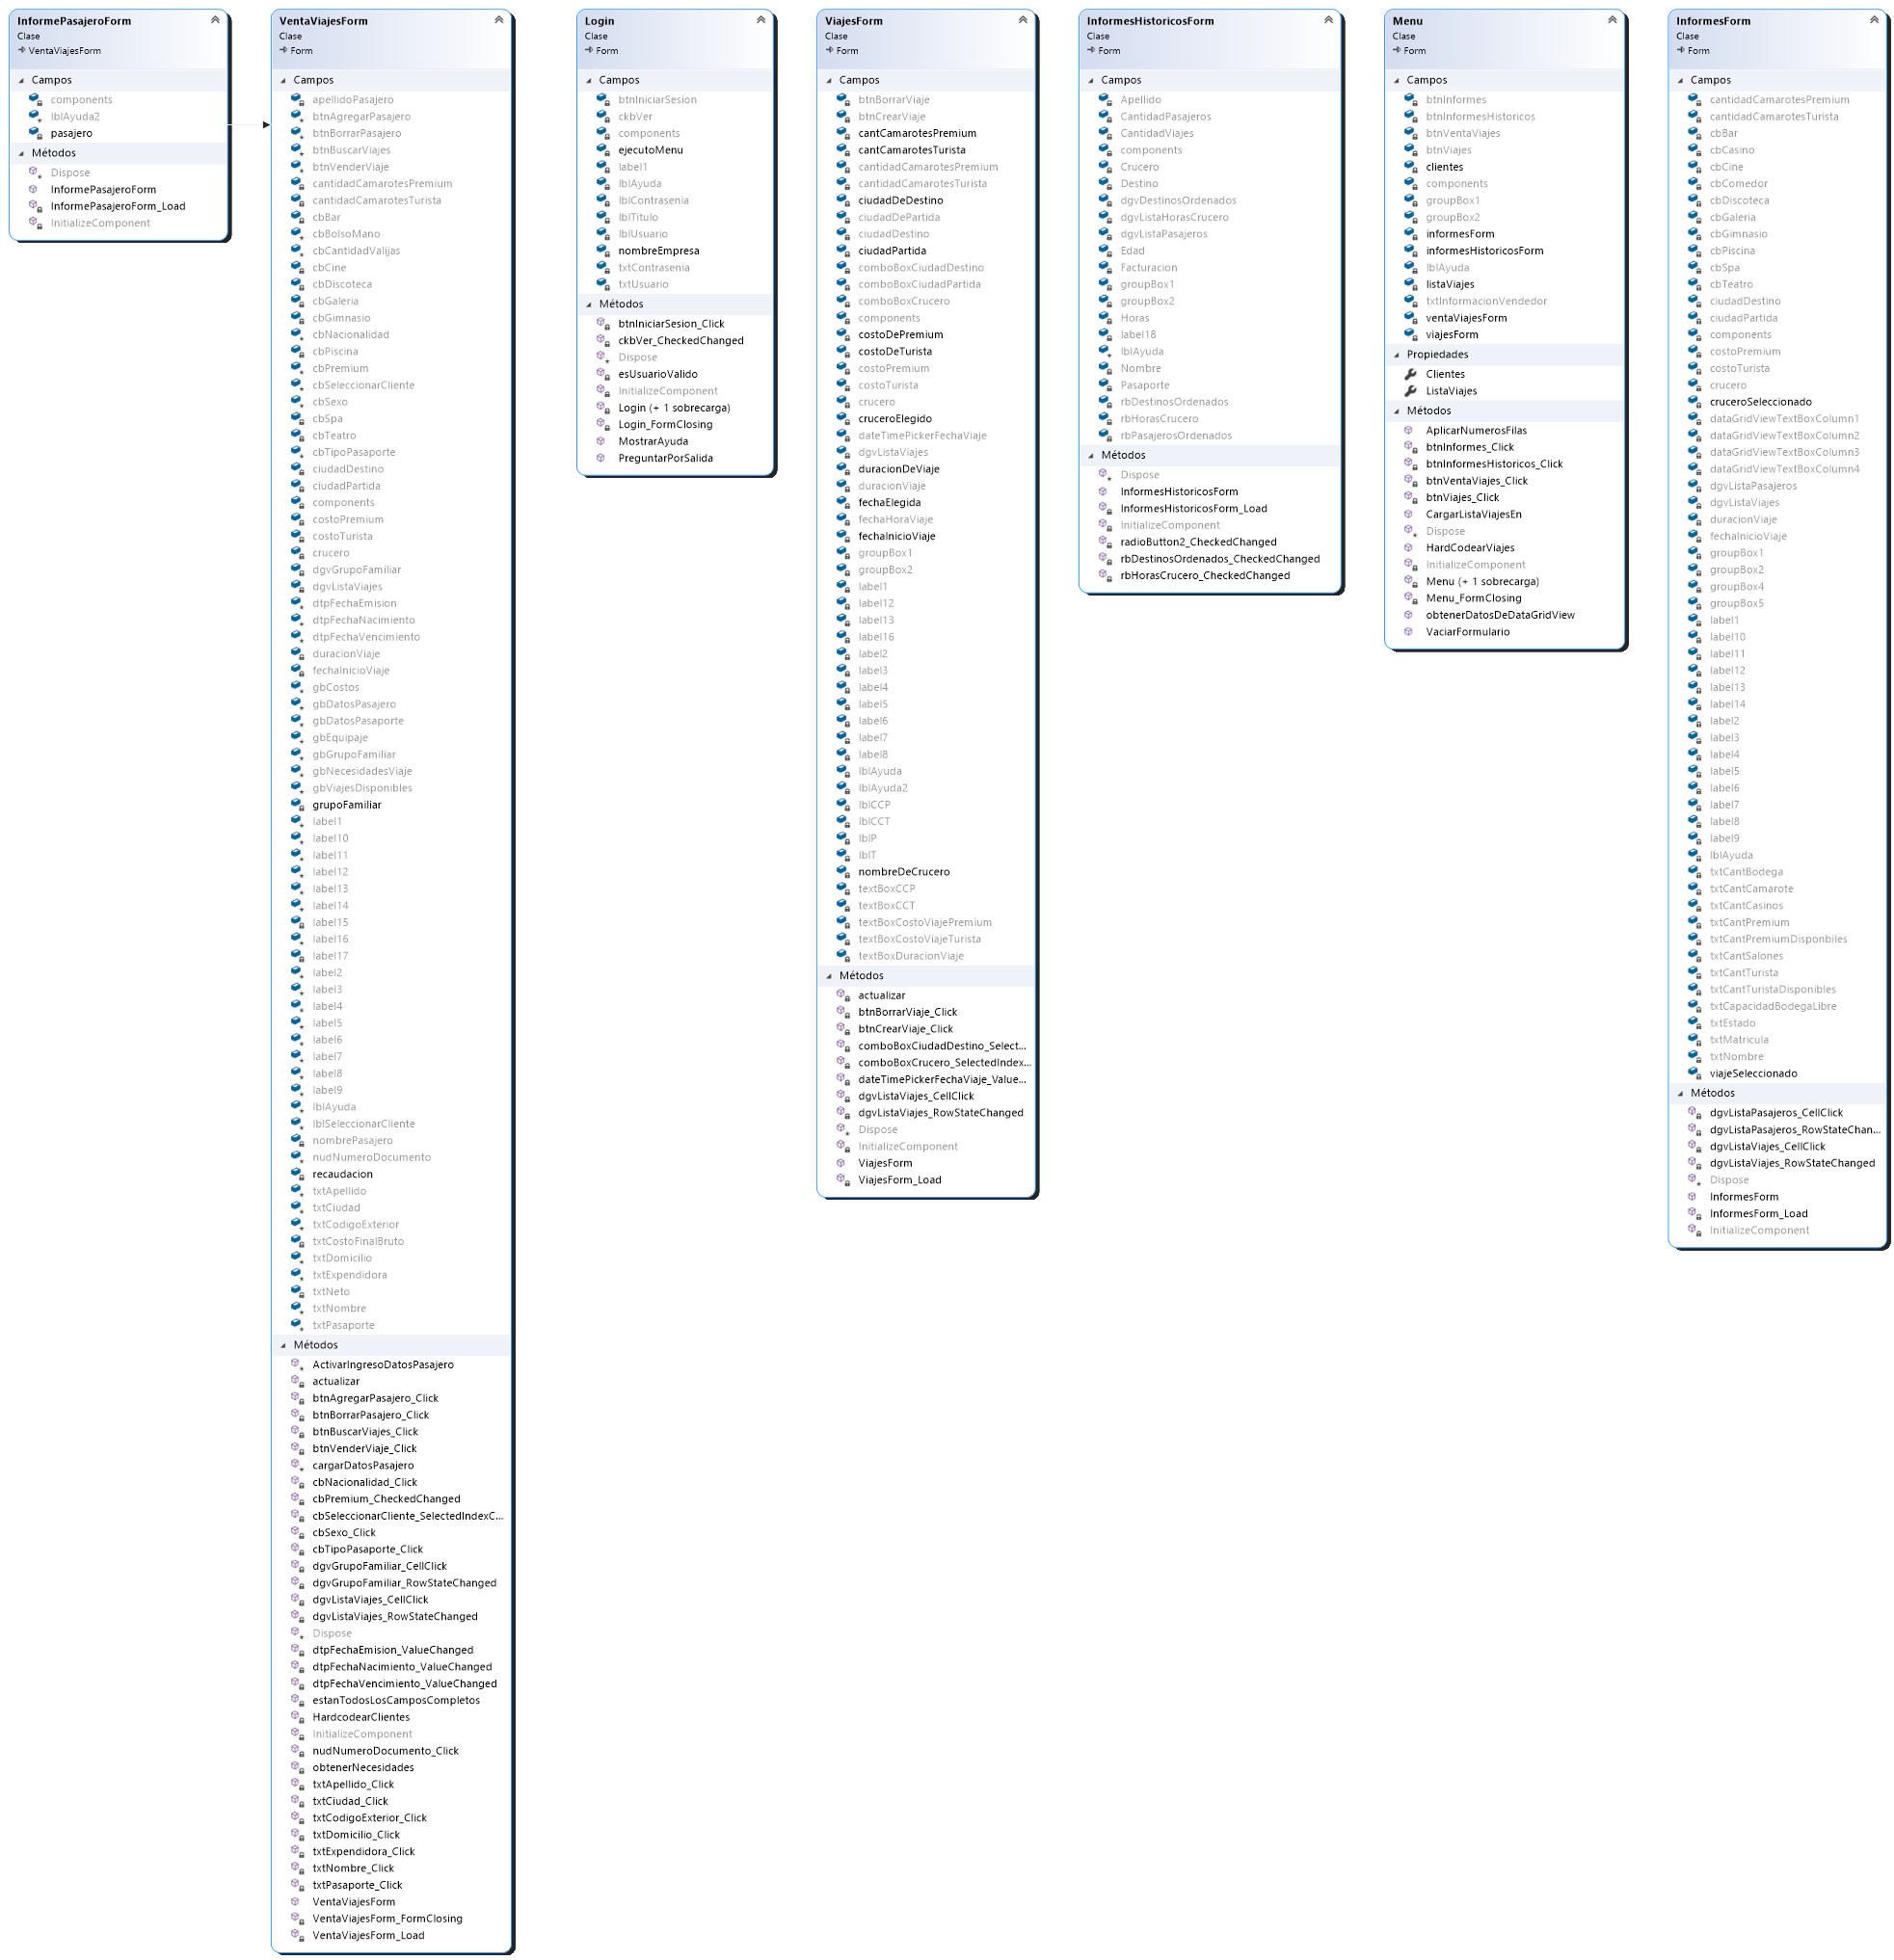 InformePasajeroForm
Clase
VentaViajesForm
Campos
components
lblAyuda2
pasajero
Métodos
Dispose
InformePasajeroForm
InformePasajeroForm_Load
InitializeComponent
VentaViajesForm
Clase
Form
Campos
apellidoPasajero
btnAgregarPasajero
btnBorrarPasajero
btnBuscarViajes
btnVenderViaje
cantidadCamarotesPremium
cantidadCamarotesTurista
cbBar
cbBolsoMano
cbCantidadValijas
cbCine
cbDiscoteca
cbGaleria
cbGimnasio
cbNacionalidad
cbPiscina
cbPremium
cbSeleccionarCliente
cbSexo
cbSpa
cbTeatro
cbTipoPasaporte
ciudadDestino
ciudadPartida
components
costoPremium
costoTurista
crucero
dgvGrupoFamiliar
dgvListaViajes
dtpFechaEmision
dtpFechaNacimiento
dtpFechaVencimiento
duracionViaje
fechaInicioViaje
gbCostos
gbDatosPasajero
gbDatosPasaporte
gbEquipaje
gbGrupoFamiliar
gbNecesidadesViaje
gbViajesDisponibles
grupoFamiliar
label1
label10
label11
label12
label13
label14
label15
label16
label17
label2
label3
label4
label5
label6
label7
label8
label9
lblAyuda
lblSeleccionarCliente
nombrePasajero
nudNumeroDocumento
recaudacion
txtApellido
txtCiudad
txtCodigoExterior
txtCostoFinalBruto
txtDomicilio
txtExpendidora
txtNeto
txtNombre
txtPasaporte
Métodos
ActivarIngresoDatosPasajero
actualizar
btnAgregarPasajero_Click
btnBorrarPasajero_Click
btnBuscarViajes_Click
btnVenderViaje_Click
cargarDatosPasajero
cbNacionalidad_Click
cbPremium_CheckedChanged
cbSeleccionarCliente_SelectedIndexC...
cbSexo_Click
cbTipoPasaporte_Click
dgvGrupoFamiliar_CellClick
dgvGrupoFamiliar_RowStateChanged
dgvListaViajes_CellClick
dgvListaViajes_RowStateChanged
Dispose
dtpFechaEmision_ValueChanged
dtpFechaNacimiento_ValueChanged
dtpFechaVencimiento_ValueChanged
estanTodosLosCamposCompletos
HardcodearClientes
InitializeComponent
nudNumeroDocumento_Click
obtenerNecesidades
txtApellido_Click
txtCiudad_Click
txtCodigoExterior_Click
txtDomicilio_Click
txtExpendidora_Click
txtNombre_Click
txtPasaporte_Click
VentaViajesForm
VentaViajesForm_FormClosing
VentaViajesForm_Load
Login
Clase
Form
Campos
btnIniciarSesion
ckbVer
components
ejecutoMenu
label1
lblAyuda
lblContrasenia
lblTitulo
lblUsuario
nombreEmpresa
txtContrasenia
txtUsuario
Métodos
btnIniciarSesion_Click
ckbVer_CheckedChanged
Dispose
esUsuarioValido
InitializeComponent
Login (+ 1 sobrecarga)
Login_FormClosing
MostrarAyuda
PreguntarPorSalida
ViajesForm
Clase
Form
Campos
btnBorrarViaje
btnCrearViaje
cantCamarotesPremium
cantCamarotesTurista
cantidadCamarotesPremium
cantidadCamarotesTurista
ciudadDeDestino
ciudadDePartida
ciudadDestino
ciudadPartida
comboBoxCiudadDestino
comboBoxCiudadPartida
comboBoxCrucero
components
costoDePremium
costoDeTurista
costoPremium
costoTurista
crucero
cruceroElegido
dateTimePickerFechaViaje
dgvListaViajes
duracionDeViaje
duracionViaje
fechaElegida
fechaHoraViaje
fechaInicioViaje
groupBox1
groupBox2
label1
label12
label13
label16
label2
label3
label4
label5
label6
label7
label8
lblAyuda
lblAyuda2
lblCCP
lblCCT
lblP
lblT
nombreDeCrucero
textBoxCCP
textBoxCCT
textBoxCostoViajePremium
textBoxCostoViajeTurista
textBoxDuracionViaje
Métodos
actualizar
btnBorrarViaje_Click
btnCrearViaje_Click
comboBoxCiudadDestino_Select...
comboBoxCrucero_SelectedIndex...
dateTimePickerFechaViaje_Value...
dgvListaViajes_CellClick
dgvListaViajes_RowStateChanged
Dispose
InitializeComponent
ViajesForm
ViajesForm_Load
InformesHistoricosForm
Clase
Form
Campos
Apellido
CantidadPasajeros
CantidadViajes
components
Crucero
Destino
dgvDestinosOrdenados
dgvListaHorasCrucero
dgvListaPasajeros
Edad
Facturacion
groupBox1
groupBox2
Horas
label18
lblAyuda
Nombre
Pasaporte
rbDestinosOrdenados
rbHorasCrucero
rbPasajerosOrdenados
Métodos
Dispose
InformesHistoricosForm
InformesHistoricosForm_Load
InitializeComponent
radioButton2_CheckedChanged
rbDestinosOrdenados_CheckedChanged
rbHorasCrucero_CheckedChanged
Menu
Clase
Form
Campos
btnInformes
btnInformesHistoricos
btnVentaViajes
btnViajes
clientes
components
groupBox1
groupBox2
informesForm
informesHistoricosForm
lblAyuda
listaViajes
txtInformacionVendedor
ventaViajesForm
viajesForm
Propiedades
Clientes
ListaViajes
Métodos
AplicarNumerosFilas
btnInformes_Click
btnInformesHistoricos_Click
btnVentaViajes_Click
btnViajes_Click
CargarListaViajesEn
Dispose
HardCodearViajes
InitializeComponent
Menu (+ 1 sobrecarga)
Menu_FormClosing
obtenerDatosDeDataGridView
VaciarFormulario
InformesForm
Clase
Form
Campos
cantidadCamarotesPremium
cantidadCamarotesTurista
cbBar
cbCasino
cbCine
cbComedor
cbDiscoteca
cbGaleria
cbGimnasio
cbPiscina
cbSpa
cbTeatro
ciudadDestino
ciudadPartida
components
costoPremium
costoTurista
crucero
cruceroSeleccionado
dataGridViewTextBoxColumn1
dataGridViewTextBoxColumn2
dataGridViewTextBoxColumn3
dataGridViewTextBoxColumn4
dgvListaPasajeros
dgvListaViajes
duracionViaje
fechaInicioViaje
groupBox1
groupBox2
groupBox4
groupBox5
label1
label10
label11
label12
label13
label14
label2
label3
label4
label5
label6
label7
label8
label9
lblAyuda
txtCantBodega
txtCantCamarote
txtCantCasinos
txtCantPremium
txtCantPremiumDisponbiles
txtCantSalones
txtCantTurista
txtCantTuristaDisponibles
txtCapacidadBodegaLibre
txtEstado
txtMatricula
txtNombre
viajeSeleccionado
Métodos
dgvListaPasajeros_CellClick
dgvListaPasajeros_RowStateChan...
dgvListaViajes_CellClick
dgvListaViajes_RowStateChanged
Dispose
InformesForm
InformesForm_Load
InitializeComponent